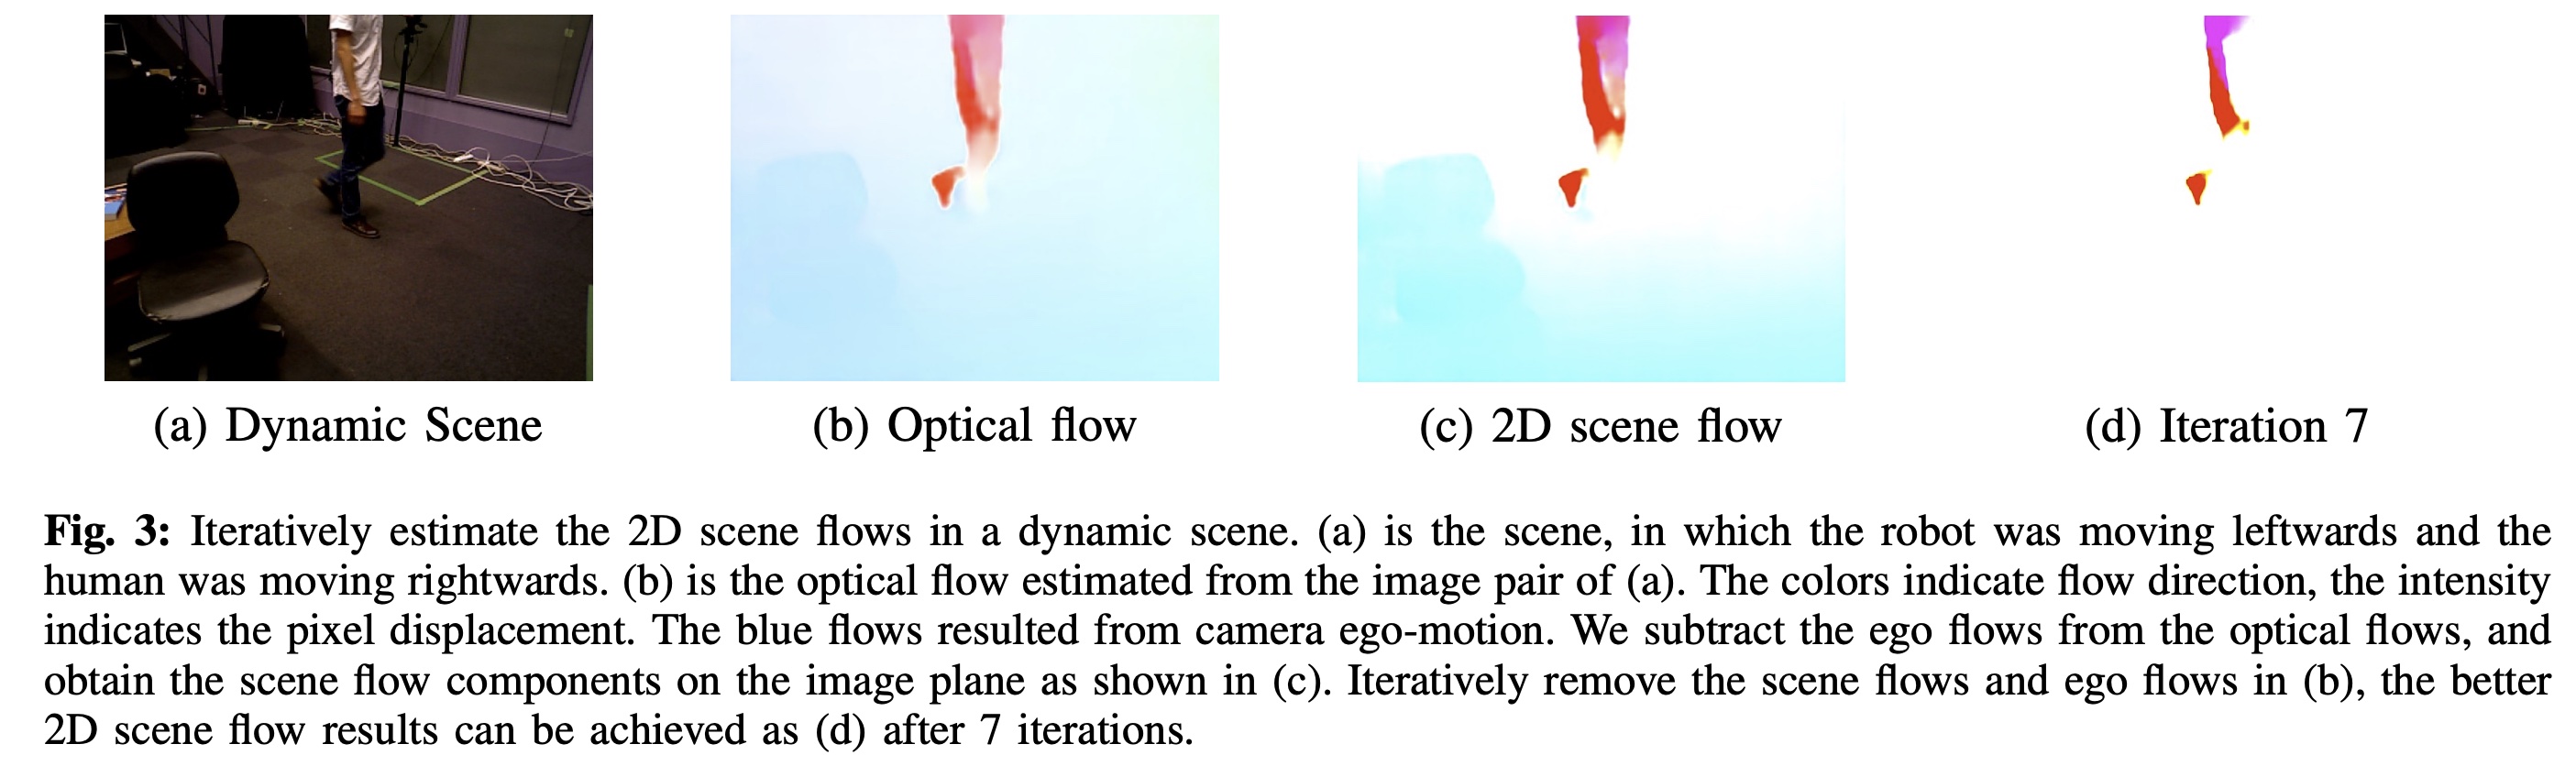 (a) Dynamic Scene
(b) Optical flow
(c) 2D scene flow
(d) Iteration 7
Fig. 3: Iteratively estimate the 2D scene flows in a dynamic scene. (a) is the scene, in which the robot was moving leftwards and the
human was moving rightwards. (b) is the optical flow estimated from the image pair of (a). The colors indicate flow direction, the intensity
indicates the pixel displacement. The blue flows resulted from camera ego-motion. We subtract the ego flows from the optical flows, and
obtain the scene flow components on the image plane as shown in (c). Iteratively remove the scene flows and ego flows in (b), the better
2D scene flow results can be achieved as (d) after 7 iterations.